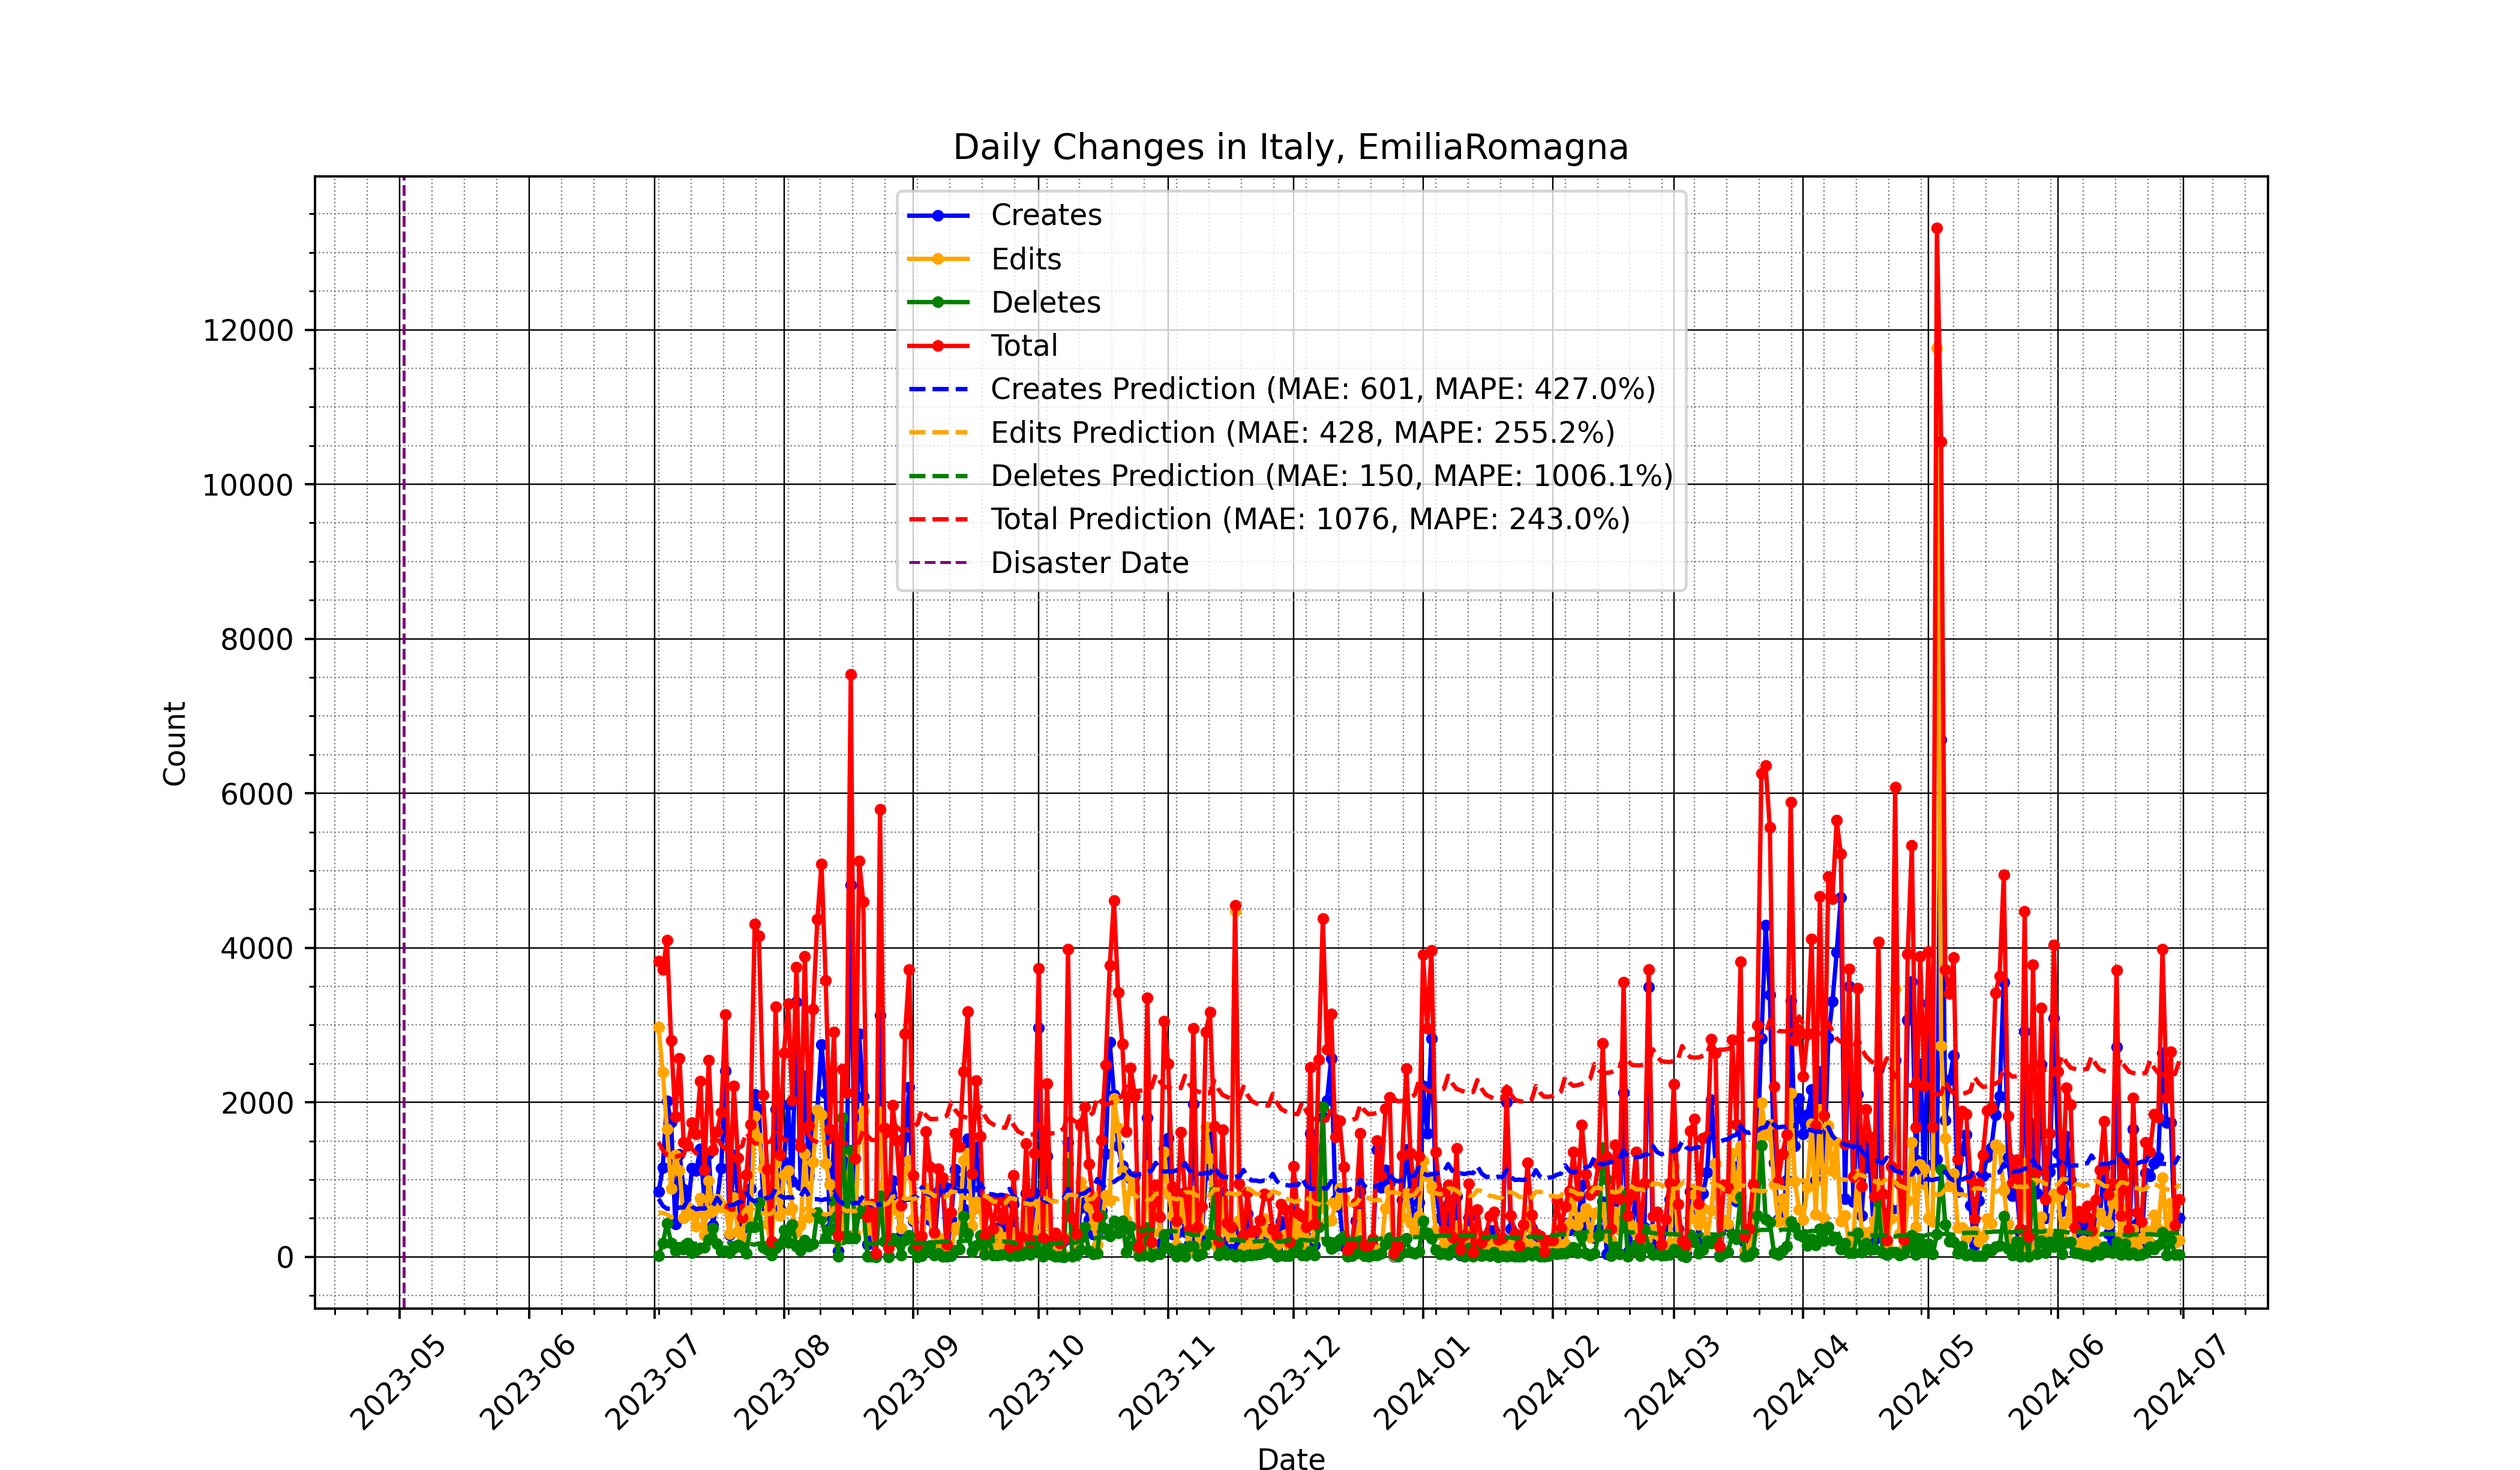 Daily Changes in Italy, EmiliaRomagna
Creates
Edits
Deletes
Total
Creates Prediction (MAE: 601, MAPE: 427.0%)
Edits Prediction (MAE: 428, MAPE: 255.2%)
Deletes Prediction (MAE: 150, MAPE: 1006.1%)
Total Prediction (MAE: 1076, MAPE: 243.0%)
Disaster Date
Count
12000
10000
8000
6000
4000
2000
0
2023-05
2023-06
2023-07
2023-08
2023-09
2023-10
2023-11
2023-12
2024-01
2024-02
2024-03
2024-04
2024-05
2024-06
2024-07
Date